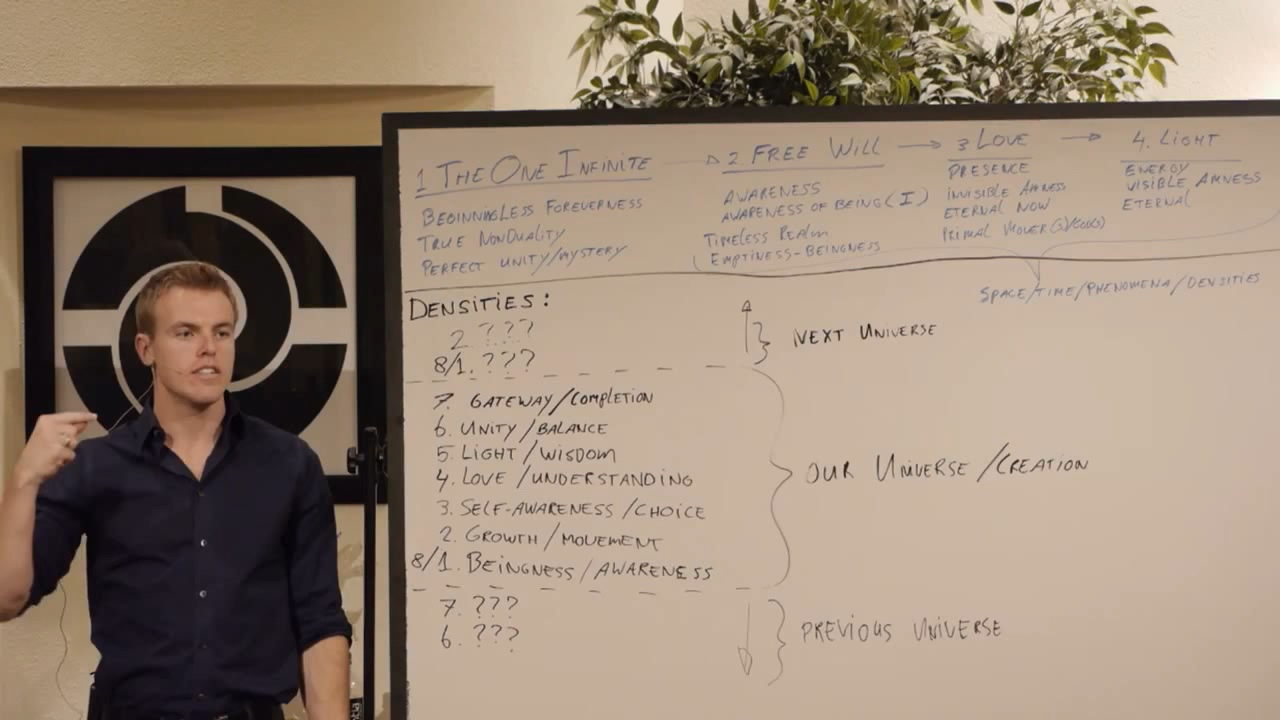 1 THE ONE INFINITE
BEGINNINGLESS FOREVERNESS
TRUE NONDUALITY
PERFECT UNITY/MYSTERY
2. FREE WILL
AWARENESS
AWARENESS OF BEING (I)
TIMELESS REALM
EMPTINESS-BEINGNESS
3 LOVE
PRESENCE
INVISIBLE AMNESS
ETERNAL NOW
PRIMAL MOVER(S)/
4. LIGHT
ENERGY
VISIBLE AMNESS
ETERNAL
SPACE/TIME/PHENOMENA/DENSITIES
DENSITIES:
2 ???
8/1. ???
NEXT UNIVERSE
7. GATEWAY/COMPLETION
6. UNITY/BALANCE
5. LIGHT/WISDOM
4. LOVE/UNDERSTANDING
3. SELF-AWARENESS/CHOICE
2. GROWTH/MOVEMENT
8/1. BEINGNESS/AWARENESS
OUR UNIVERSE/CREATION
7. ???
6. ???
PREVIOUS UNIVERSE